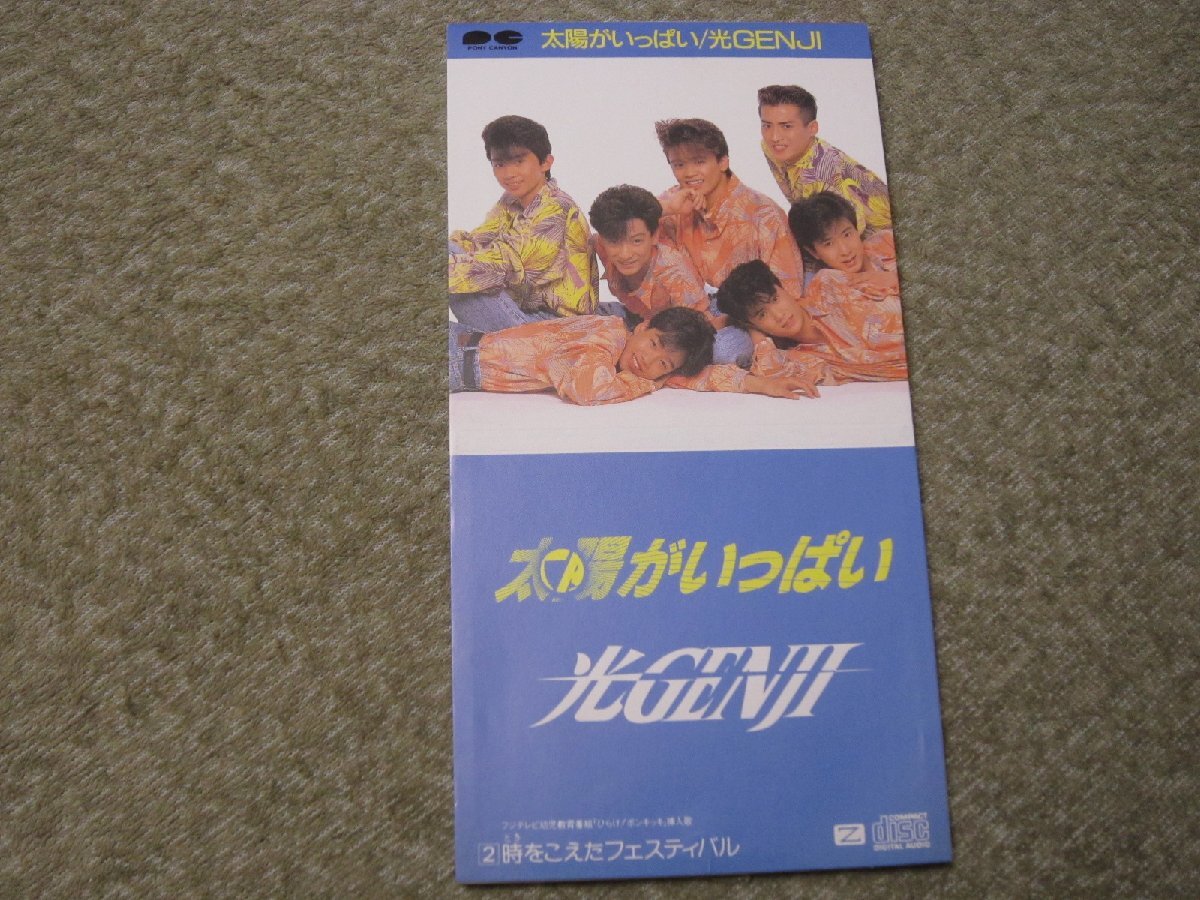 PONY CANYON
太陽がいっぱい/光GENJI
太陽がいっぱい
光GENJI
フジテレビ幼児教育番組「ひらけ!ポンキッキ」挿入歌
とき
2 時をこえたフェスティバル
Z
COMPACT
disc
DIGITAL AUDIO